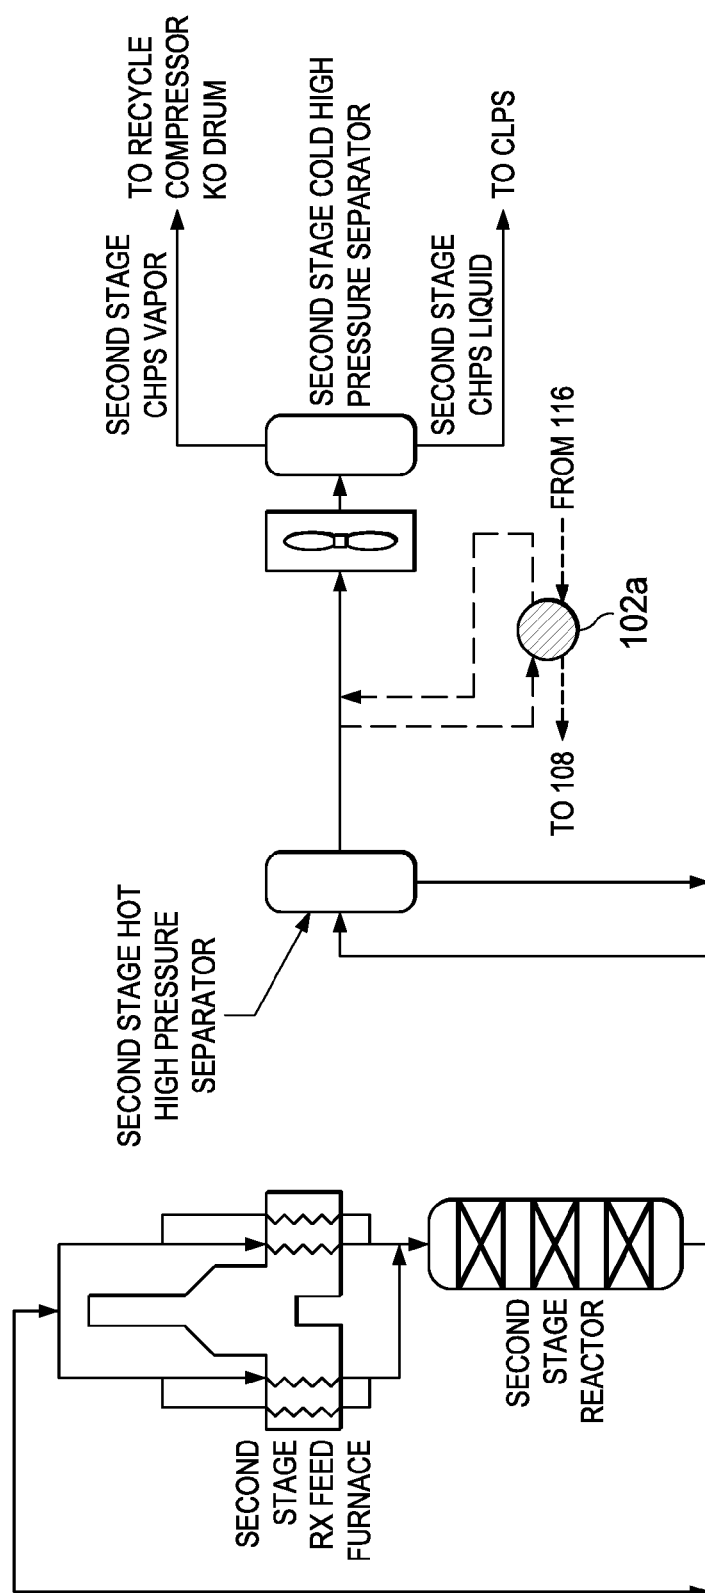 SECOND STAGE
CHPS VAPOR
TO RECYCLE
COMPRESSOR
KO DRUM
SECOND STAGE COLD HIGH
PRESSURE SEPARATOR
SECOND STAGE
CHPS LIQUID
TO CLPS
FROM 116
102a
TO 108
SECOND STAGE HOT
HIGH PRESSURE
SEPARATOR
SECOND
STAGE
RX FEED
FURNACE
SECOND
STAGE
REACTOR